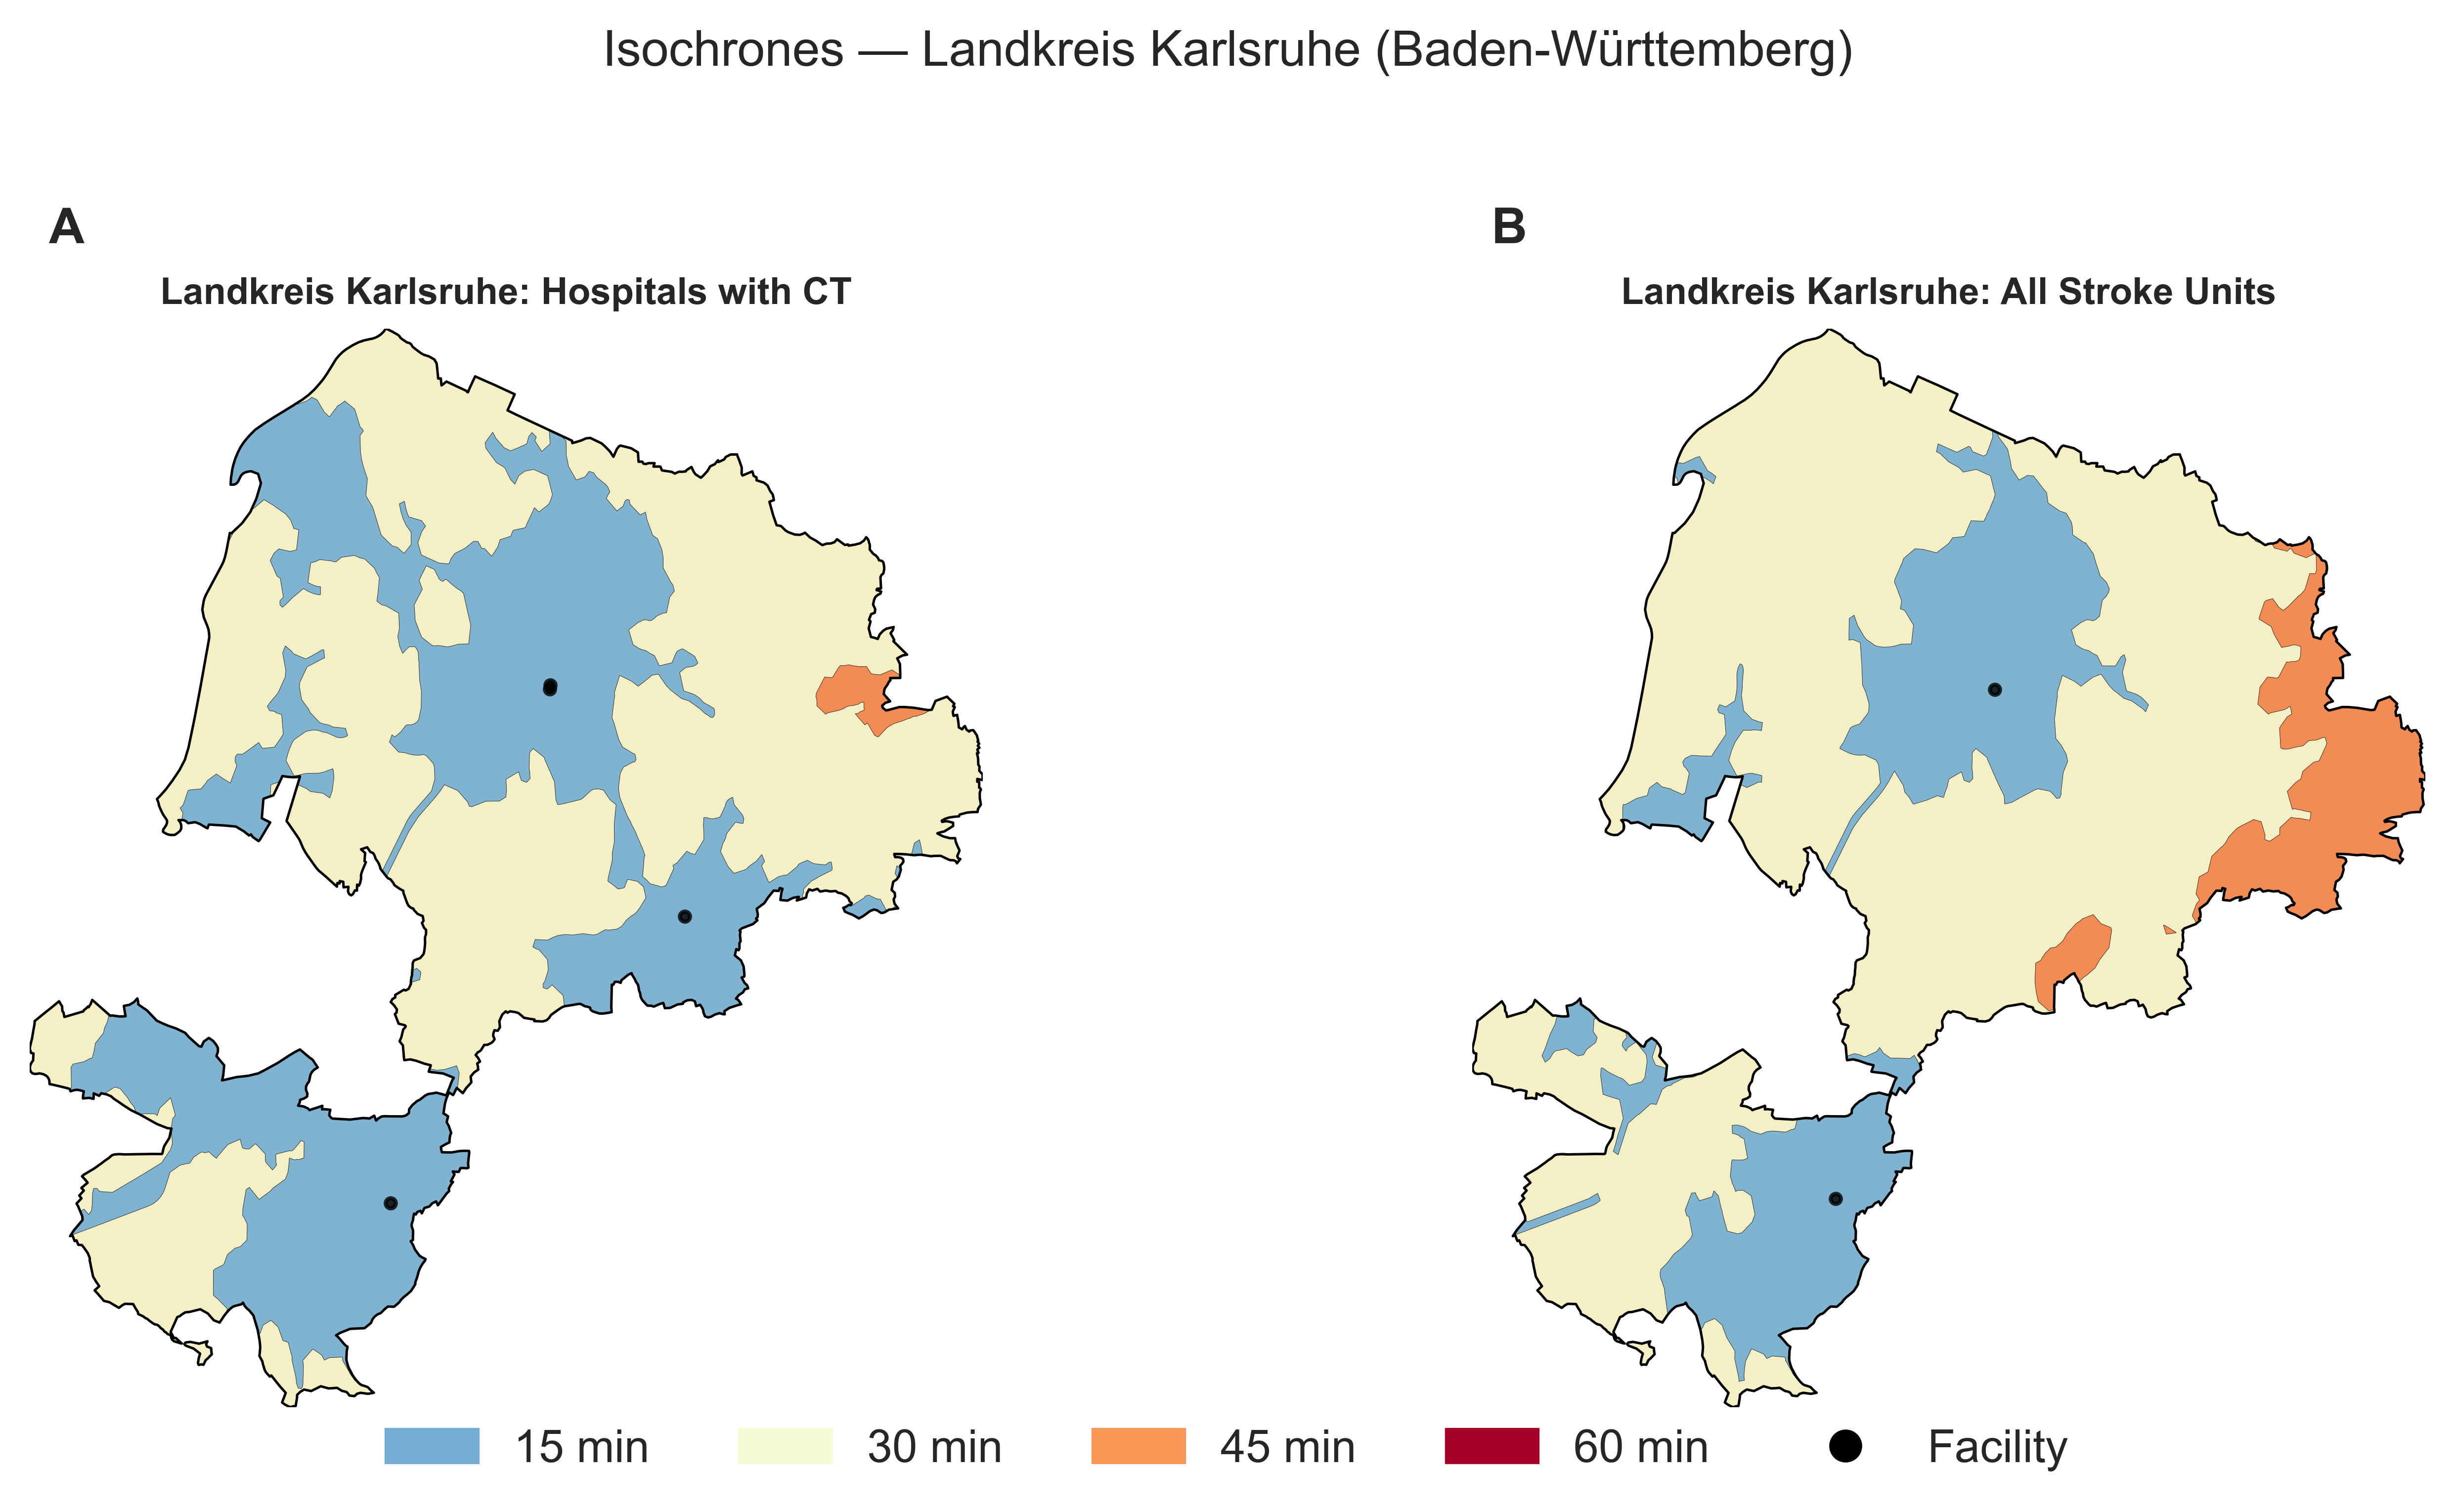 Isochrones — Landkreis Karlsruhe (Baden-Württemberg)
A
B
Landkreis Karlsruhe: Hospitals with CT
Landkreis Karlsruhe: All Stroke Units
15 min
30 min
45 min
60 min
Facility